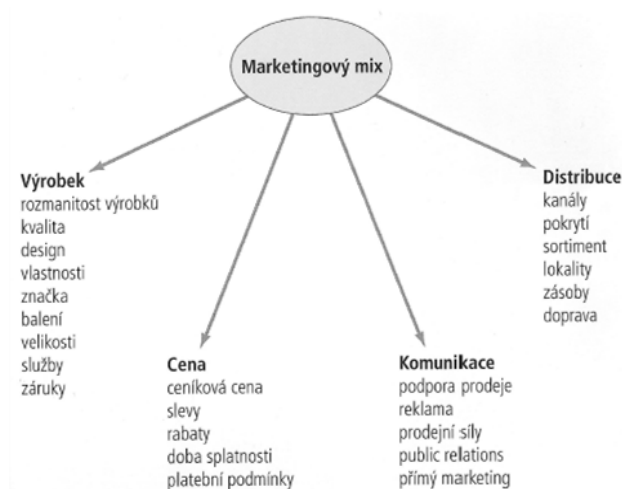 Marketingový mix
Výrobek
rozmanitost výrobků
kvalita
design
vlastnosti
značka
balení
velikosti
služby
záruky
Cena
ceníková cena
slevy
rabaty
doba splatnosti
platební podmínky
Komunikace
podpora prodeje
reklama
prodejní síly
public relations
přímý marketing
Distribuce
kanály
pokrytí
sortiment
lokality
zásoby
doprava